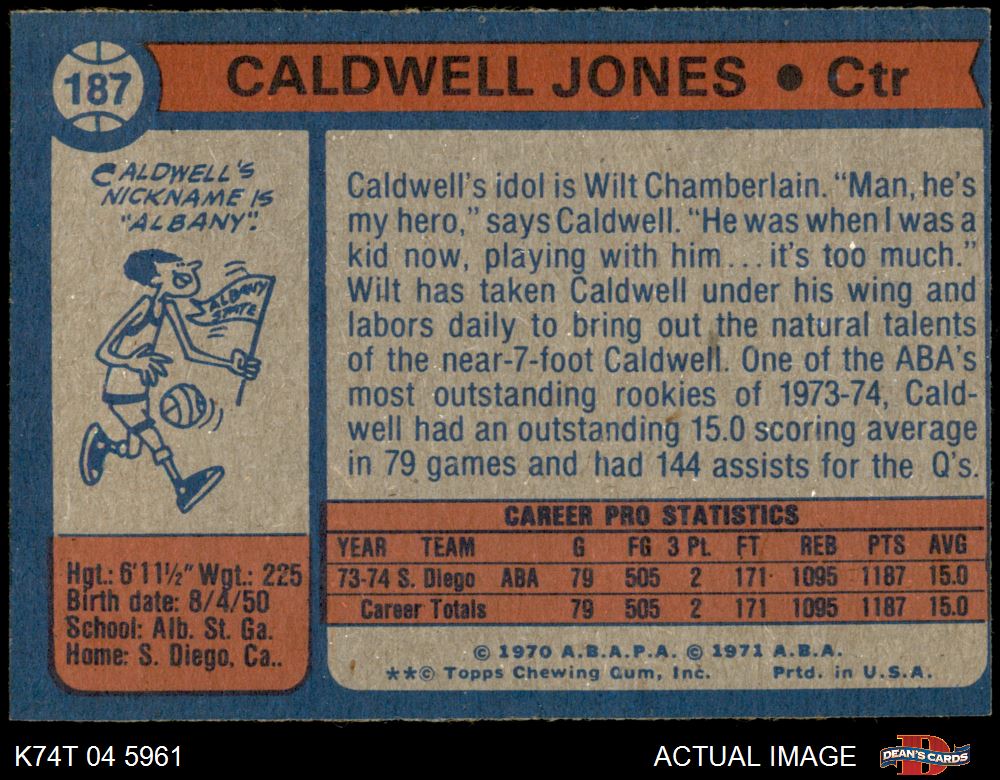 187
CALDWELL JONES • Ctr
CALDWELL'S
NICKNAME IS
"ALBANY".
ALBANY
STATE
Hgt.: 6'11½" Wgt.: 225
Birth date: 8/4/50
School: Alb. St. Ga.
Home: S. Diego, Ca..
Caldwell's idol is Wilt Chamberlain. "Man, he's
my hero," says Caldwell. "He was when I was a
kid now, playing with him... it's too much."
Wilt has taken Caldwell under his wing and
labors daily to bring out the natural talents
of the near-7-foot Caldwell. One of the ABA's
most outstanding rookies of 1973-74, Cald-
well had an outstanding 15.0 scoring average
in 79 games and had 144 assists for the Q's.
CAREER PRO STATISTICS
YEAR TEAM G FG 3 PL FT REB PTS AVG
73-74 S. Diego ABA 79 505 2 171 1095 1187 15.0
Career Totals 79 505 2 171 1095 1187 15.0
© 1970 A.B.A.P.A. © 1971 A.B.A.
**© Topps Chewing Gum, Inc. Prtd. in U.S.A.
K74T 04 5961 ACTUAL IMAGE DEAN'S CARDS